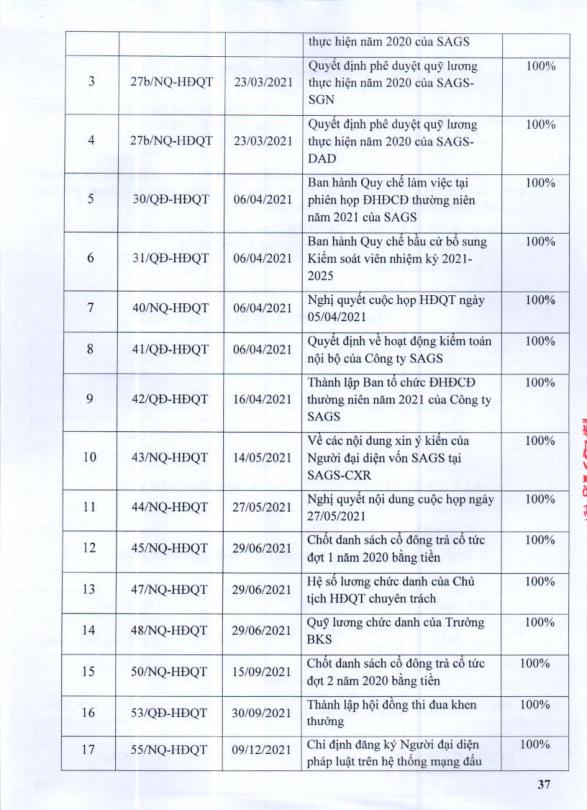 thực hiện năm 2020 của SAGS
3 27b/NQ-HĐQT 23/03/2021 Quyết định phê duyệt quỹ lương 100%
thực hiện năm 2020 của SAGS-
SGN
4 27b/NQ-HĐQT 23/03/2021 Quyết định phê duyệt quỹ lương 100%
thực hiện năm 2020 của SAGS-
DAD
5 30/QĐ-HĐQT 06/04/2021 Ban hành Quy chế làm việc tại 100%
phiên họp ĐHĐCĐ thường niên
năm 2021 của SAGS
6 31/QĐ-HĐQT 06/04/2021 Ban hành Quy chế bầu cử bổ sung 100%
Kiểm soát viên nhiệm kỳ 2021-
2025
7 40/NQ-HĐQT 06/04/2021 Nghị quyết cuộc họp HĐQT ngày 100%
05/04/2021
8 41/QĐ-HĐQT 06/04/2021 Quyết định về hoạt động kiểm toán 100%
nội bộ của Công ty SAGS
9 42/QĐ-HĐQT 16/04/2021 Thành lập Ban tổ chức ĐHĐCĐ 100%
thường niên năm 2021 của Công ty
SAGS
10 43/NQ-HĐQT 14/05/2021 Về các nội dung xin ý kiến của 100%
Người đại diện vốn SAGS tại
SAGS-CXR
11 44/NQ-HĐQT 27/05/2021 Nghị quyết nội dung cuộc họp ngày 100%
27/05/2021
12 45/NQ-HĐQT 29/06/2021 Chốt danh sách cổ đông trả cổ tức 100%
đợt 1 năm 2020 bằng tiền
13 47/NQ-HĐQT 29/06/2021 Hệ số lương chức danh của Chủ 100%
tịch HĐQT chuyên trách
14 48/NQ-HĐQT 29/06/2021 Quỹ lương chức danh của Trưởng 100%
BKS
15 50/NQ-HĐQT 15/09/2021 Chốt danh sách cổ đông trả cổ tức 100%
đợt 2 năm 2020 bằng tiền
16 53/QĐ-HĐQT 30/09/2021 Thành lập hội đồng thi đua khen 100%
thưởng
17 55/NQ-HĐQT 09/12/2021 Chỉ định đăng ký Người đại diện 100%
pháp luật trên hệ thống mạng đấu
37